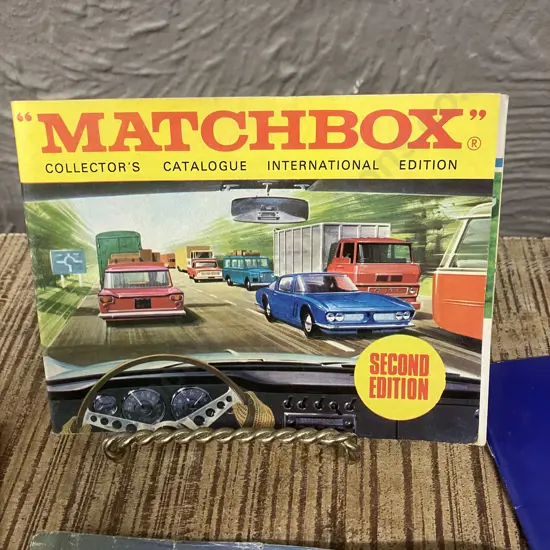 "MATCHBOX"®
COLLECTOR'S CATALOGUE INTERNATIONAL EDITION
SECOND
EDITION